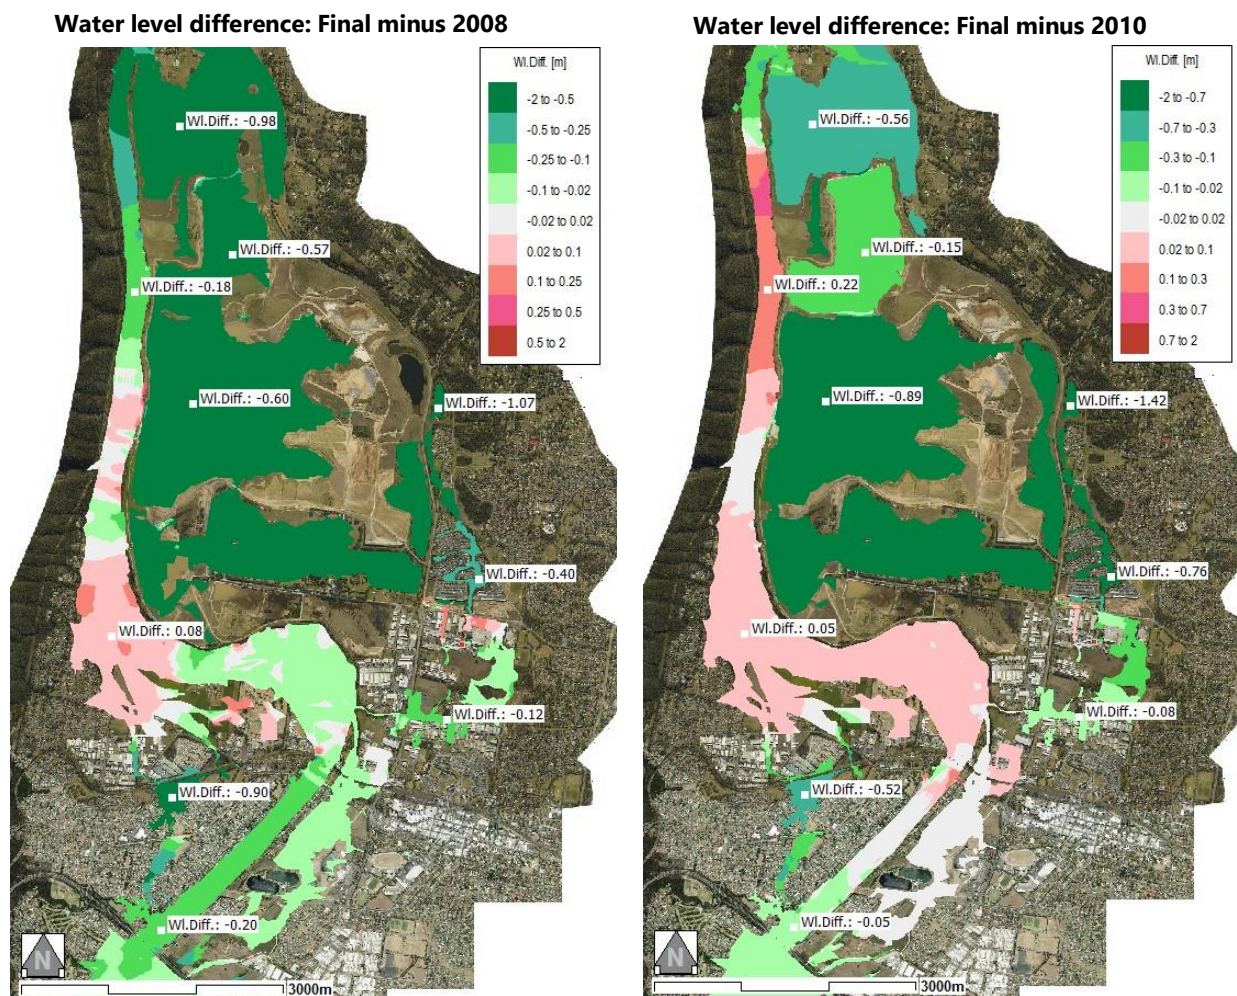 Water level difference: Final minus 2008
Wl.Diff. [m]
-2 to -0.5
-0.5 to -0.25
-0.25 to -0.1
-0.1 to -0.02
-0.02 to 0.02
0.02 to 0.1
0.1 to 0.25
0.25 to 0.5
0.5 to 2
Wl.Diff.: -0.98
Wl.Diff.: -0.57
Wl.Diff.: -0.18
Wl.Diff.: -0.60
Wl.Diff.: -1.07
Wl.Diff.: -0.40
Wl.Diff.: 0.08
Wl.Diff.: -0.12
Wl.Diff.: -0.90
Wl.Diff.: -0.20
N
3000m
Water level difference: Final minus 2010
Wl.Diff. [m]
-2 to -0.7
-0.7 to -0.3
-0.3 to -0.1
-0.1 to -0.02
-0.02 to 0.02
0.02 to 0.1
0.1 to 0.3
0.3 to 0.7
0.7 to 2
Wl.Diff.: -0.56
Wl.Diff.: -0.15
Wl.Diff.: 0.22
Wl.Diff.: -0.89
Wl.Diff.: -1.42
Wl.Diff.: -0.76
Wl.Diff.: 0.05
Wl.Diff.: -0.08
Wl.Diff.: -0.52
Wl.Diff.: -0.05
N
3000m